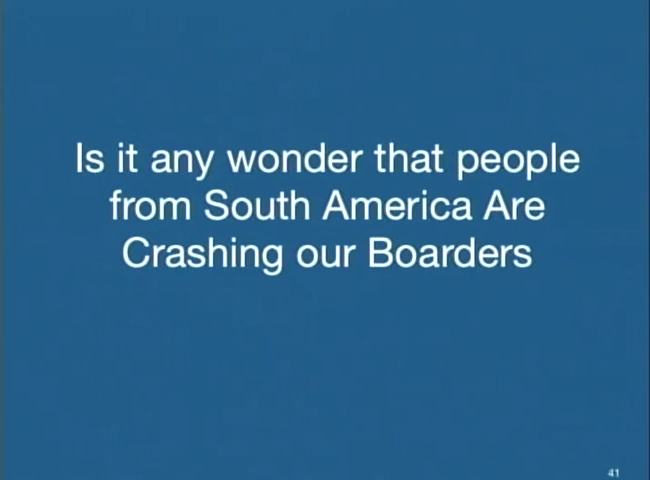 Is it any wonder that people
from South America Are
Crashing our Boarders
41